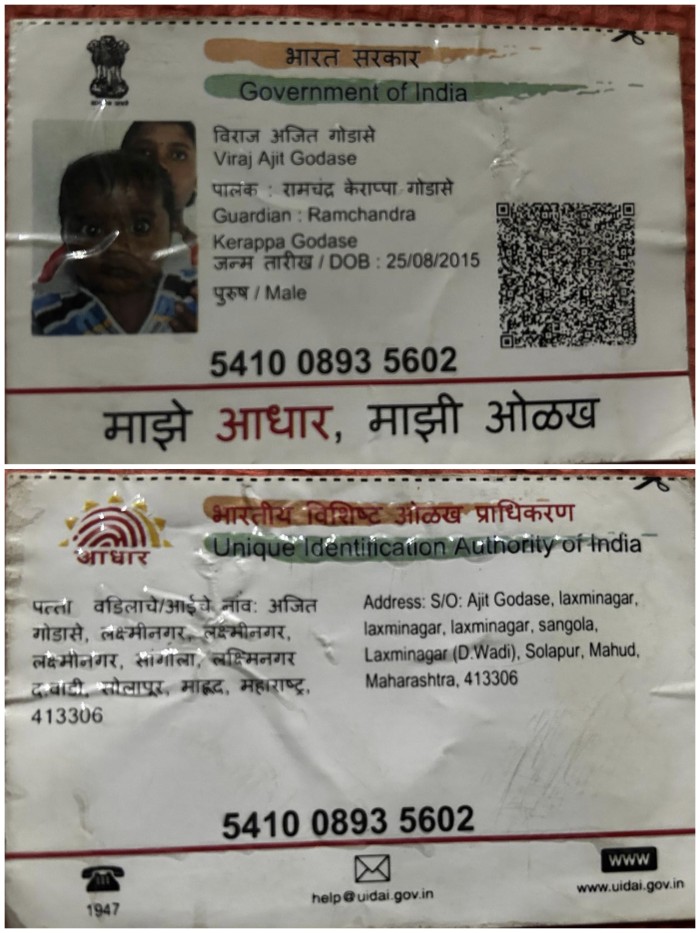 भारत सरकार
Government of India
विराज अजित गोडासे
Viraj Ajit Godase
पालक : रामचंद्र केराप्पा गोडासे
Guardian : Ramchandra
Kerappa Godase
जन्म तारीख / DOB : 25/08/2015
पुरुष / Male
5410 0893 5602
माझे आधार, माझी ओळख
भारतीय विशिष्ट ओळख प्राधिकरण
Unique Identification Authority of India
आधार
पत्ता वडिलाचे/आईचे नाव: अजित
गोडासे, लक्ष्मीनगर, लक्ष्मीनगर,
लक्ष्मीनगर, सांगोला, लक्ष्मिनगर
द.वाडी, सोलापूर, माहूद, महाराष्ट्र,
413306
Address: S/O: Ajit Godase, laxminagar,
laxminagar, laxminagar, sangola,
Laxminagar (D.Wadi), Solapur, Mahud,
Maharashtra, 413306
5410 0893 5602
1947
help@uidai.gov.in
www
www.uidai.gov.in